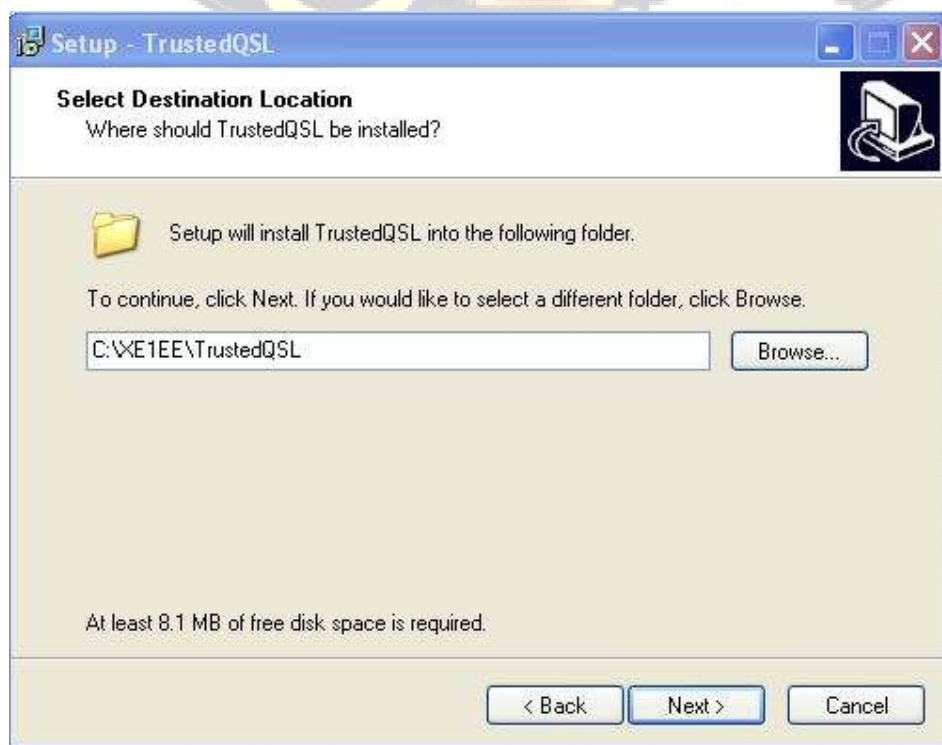 Setup - TrustedQSL
Select Destination Location
Where should TrustedQSL be installed?
Setup will install TrustedQSL into the following folder.
To continue, click Next. If you would like to select a different folder, click Browse.
C:\XE1EE\TrustedQSL
Browse...
At least 8.1 MB of free disk space is required.
< Back
Next >
Cancel